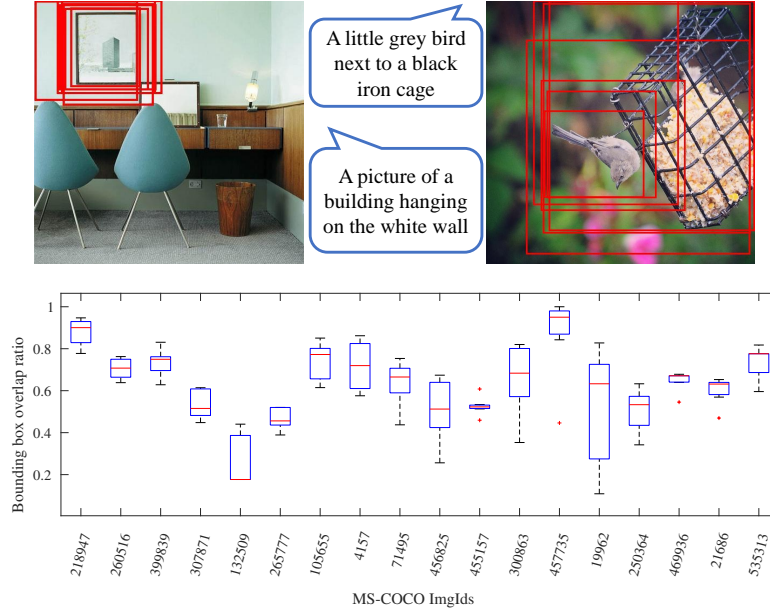 A little grey bird
next to a black
iron cage
A picture of a
building hanging
on the white wall
Bounding box overlap ratio
1
0.8
0.6
0.4
0.2
218947
260516
399839
307871
132509
265777
105655
4157
71495
456825
455157
300863
457735
19962
250364
469936
21686
535313
MS-COCO ImgIds